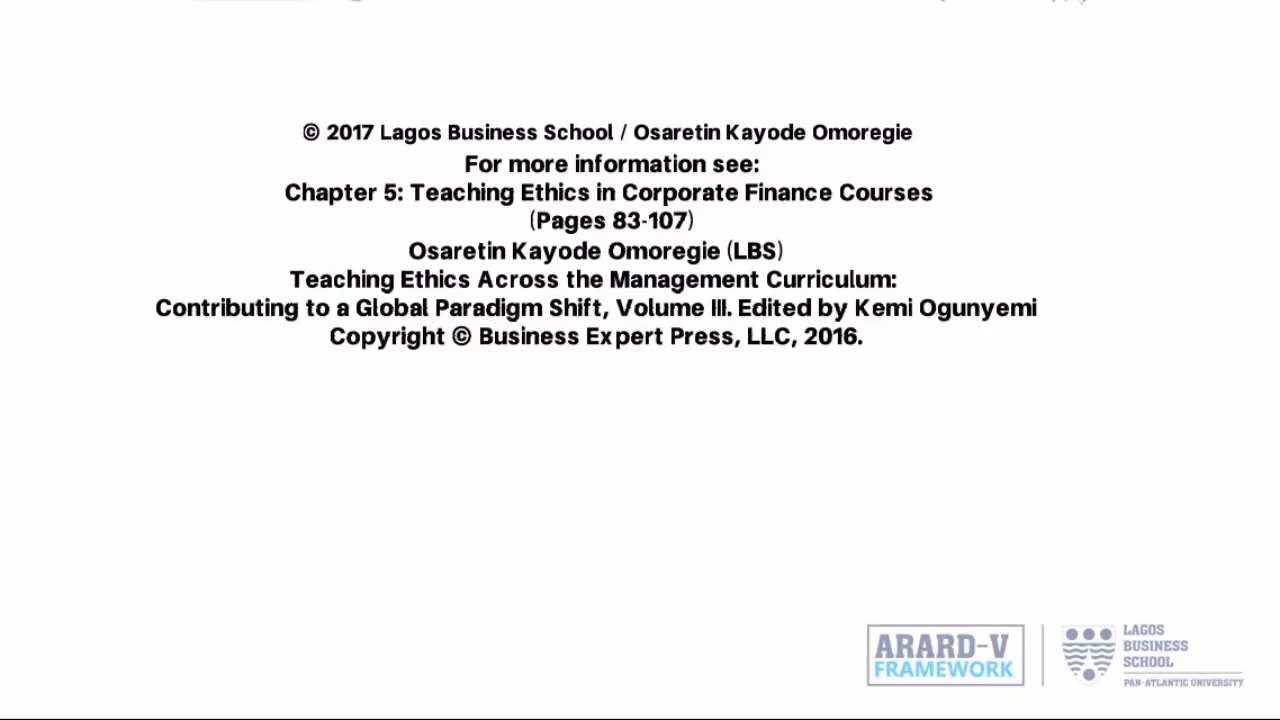 © 2017 Lagos Business School / Osaretin Kayode Omoregie
For more information see:
Chapter 5: Teaching Ethics in Corporate Finance Courses
(Pages 83-107)
Osaretin Kayode Omoregie (LBS)
Teaching Ethics Across the Management Curriculum:
Contributing to a Global Paradigm Shift, Volume III. Edited by Kemi Ogunyemi
Copyright © Business Expert Press, LLC, 2016.
ARARD-V
FRAMEWORK
LAGOS
BUSINESS
SCHOOL
PAN-ATLANTIC UNIVERSITY